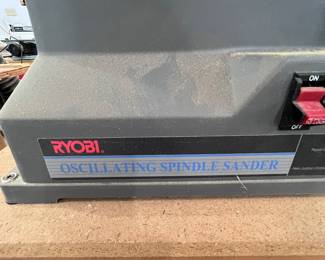 ON
RYOBI
OSCILLATING SPINDLE SANDER
OFF